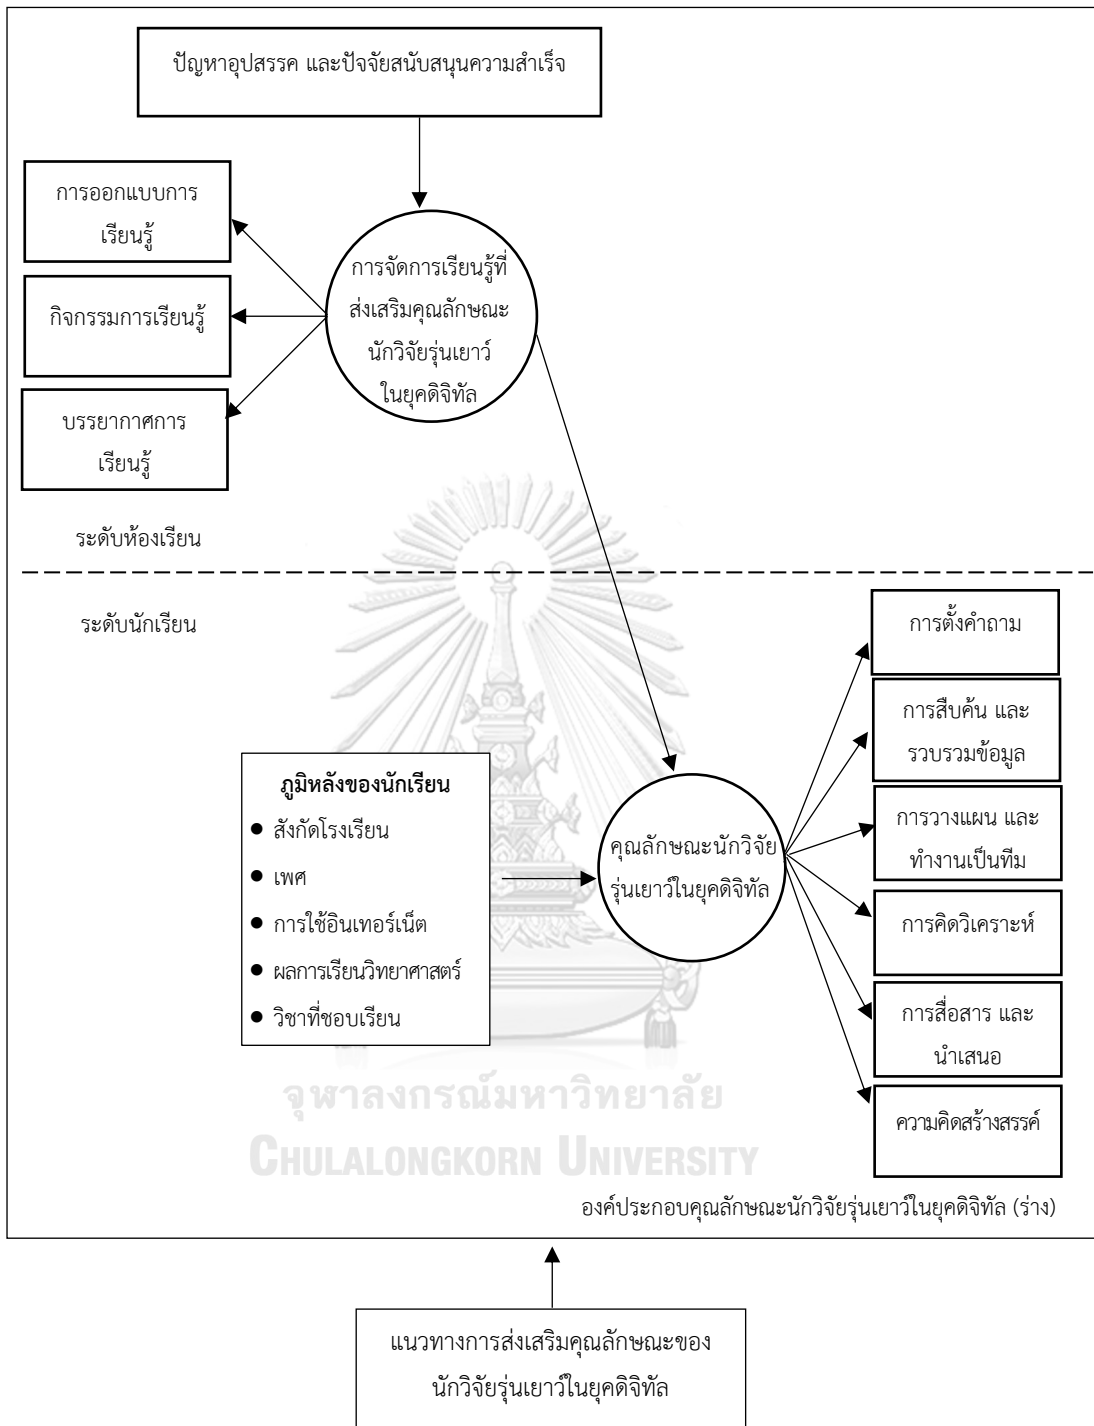 ปัญหาอุปสรรค และปัจจัยสนับสนุนความสำเร็จ
การออกแบบการ
เรียนรู้
กิจกรรมการเรียนรู้
บรรยากาศการ
เรียนรู้
การจัดการเรียนรู้ที่
ส่งเสริมคุณลักษณะ
นักวิจัยรุ่นเยาว์
ในยุคดิจิทัล
ระดับห้องเรียน
ระดับนักเรียน
ภูมิหลังของนักเรียน
● สังกัดโรงเรียน
● เพศ
● การใช้อินเทอร์เน็ต
● ผลการเรียนวิทยาศาสตร์
● วิชาที่ชอบเรียน
คุณลักษณะนักวิจัย
รุ่นเยาว์ในยุคดิจิทัล
การตั้งคำถาม
การสืบค้น และ
รวบรวมข้อมูล
การวางแผน และ
ทำงานเป็นทีม
การคิดวิเคราะห์
การสื่อสาร และ
นำเสนอ
ความคิดสร้างสรรค์
จุฬาลงกรณ์มหาวิทยาลัย
CHULALONGKORN UNIVERSITY
องค์ประกอบคุณลักษณะนักวิจัยรุ่นเยาว์ในยุคดิจิทัล (ร่าง)
แนวทางการส่งเสริมคุณลักษณะของ
นักวิจัยรุ่นเยาว์ในยุคดิจิทัล